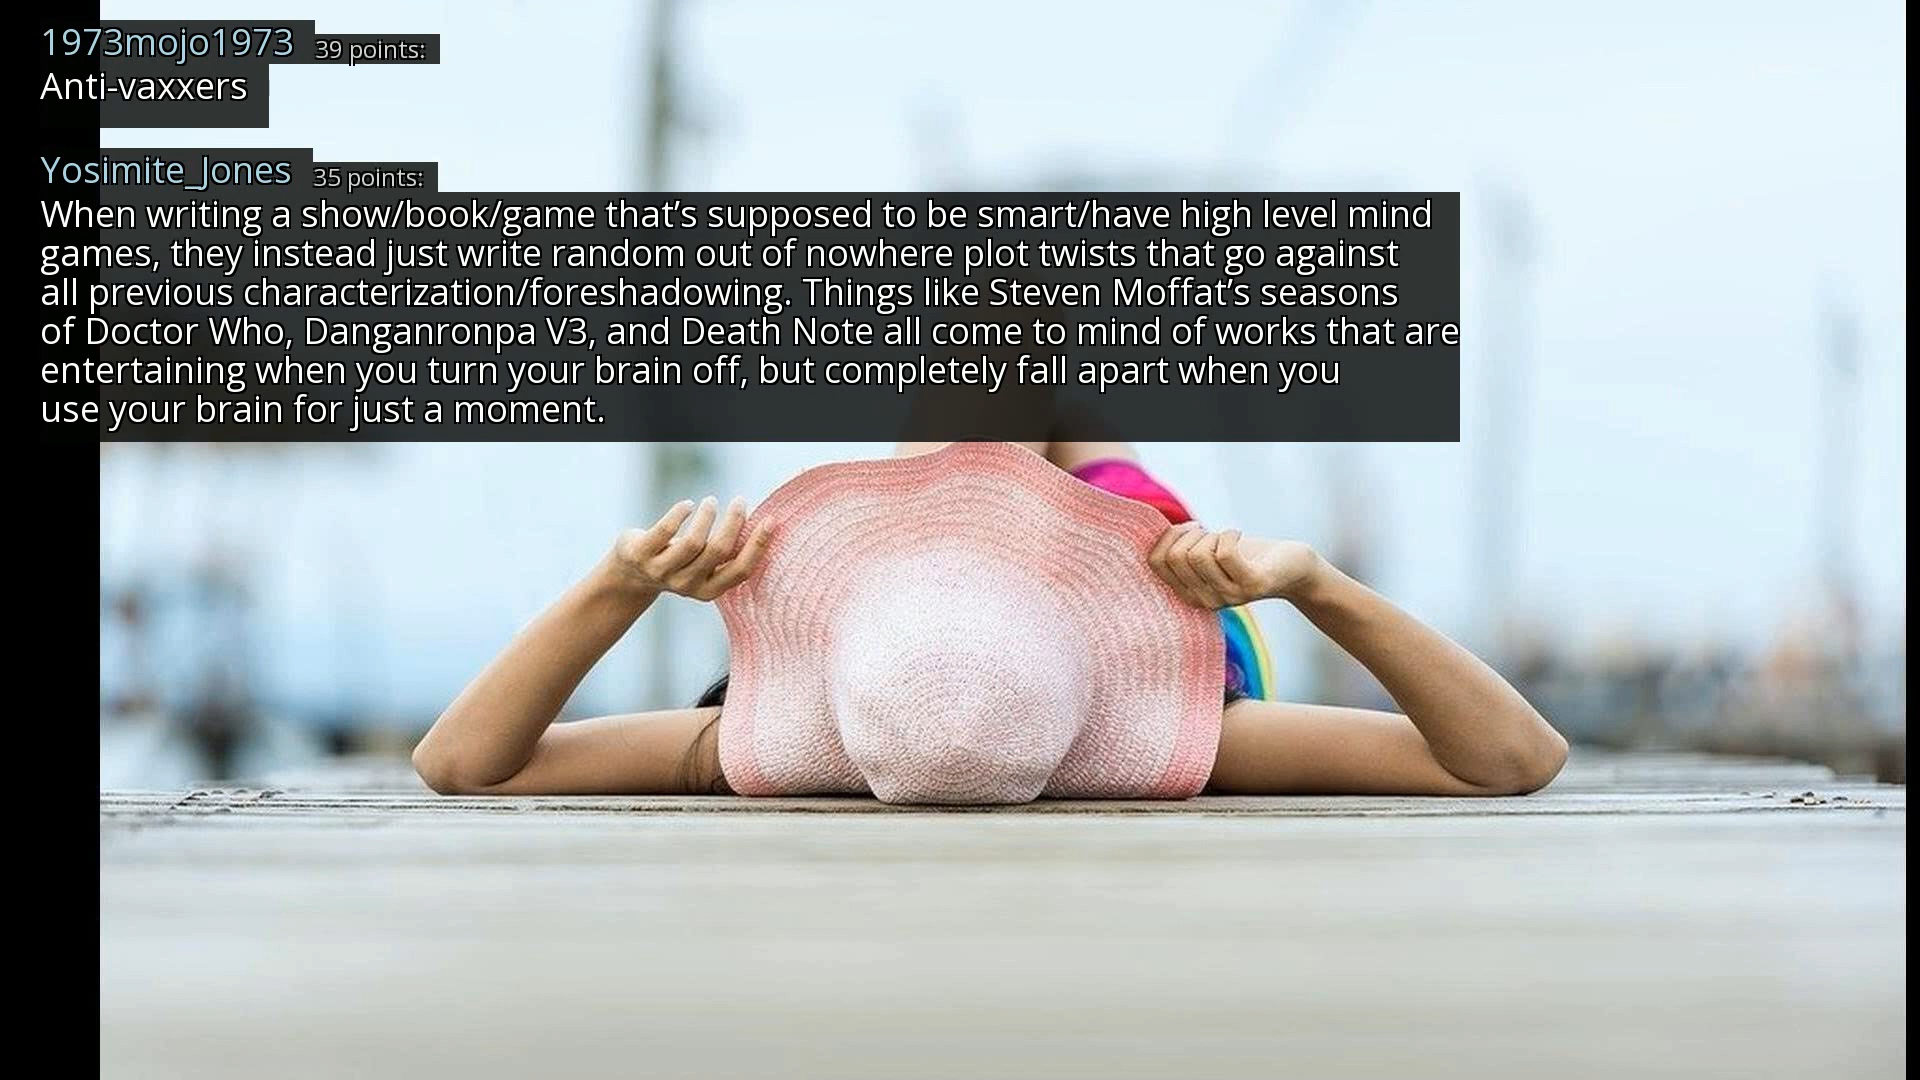 1973mojo1973 39 points:
Anti-vaxxers
Yosimite_Jones 35 points:
When writing a show/book/game that’s supposed to be smart/have high level mind
games, they instead just write random out of nowhere plot twists that go against
all previous characterization/foreshadowing. Things like Steven Moffat’s seasons
of Doctor Who, Danganronpa V3, and Death Note all come to mind of works that are
entertaining when you turn your brain off, but completely fall apart when you
use your brain for just a moment.